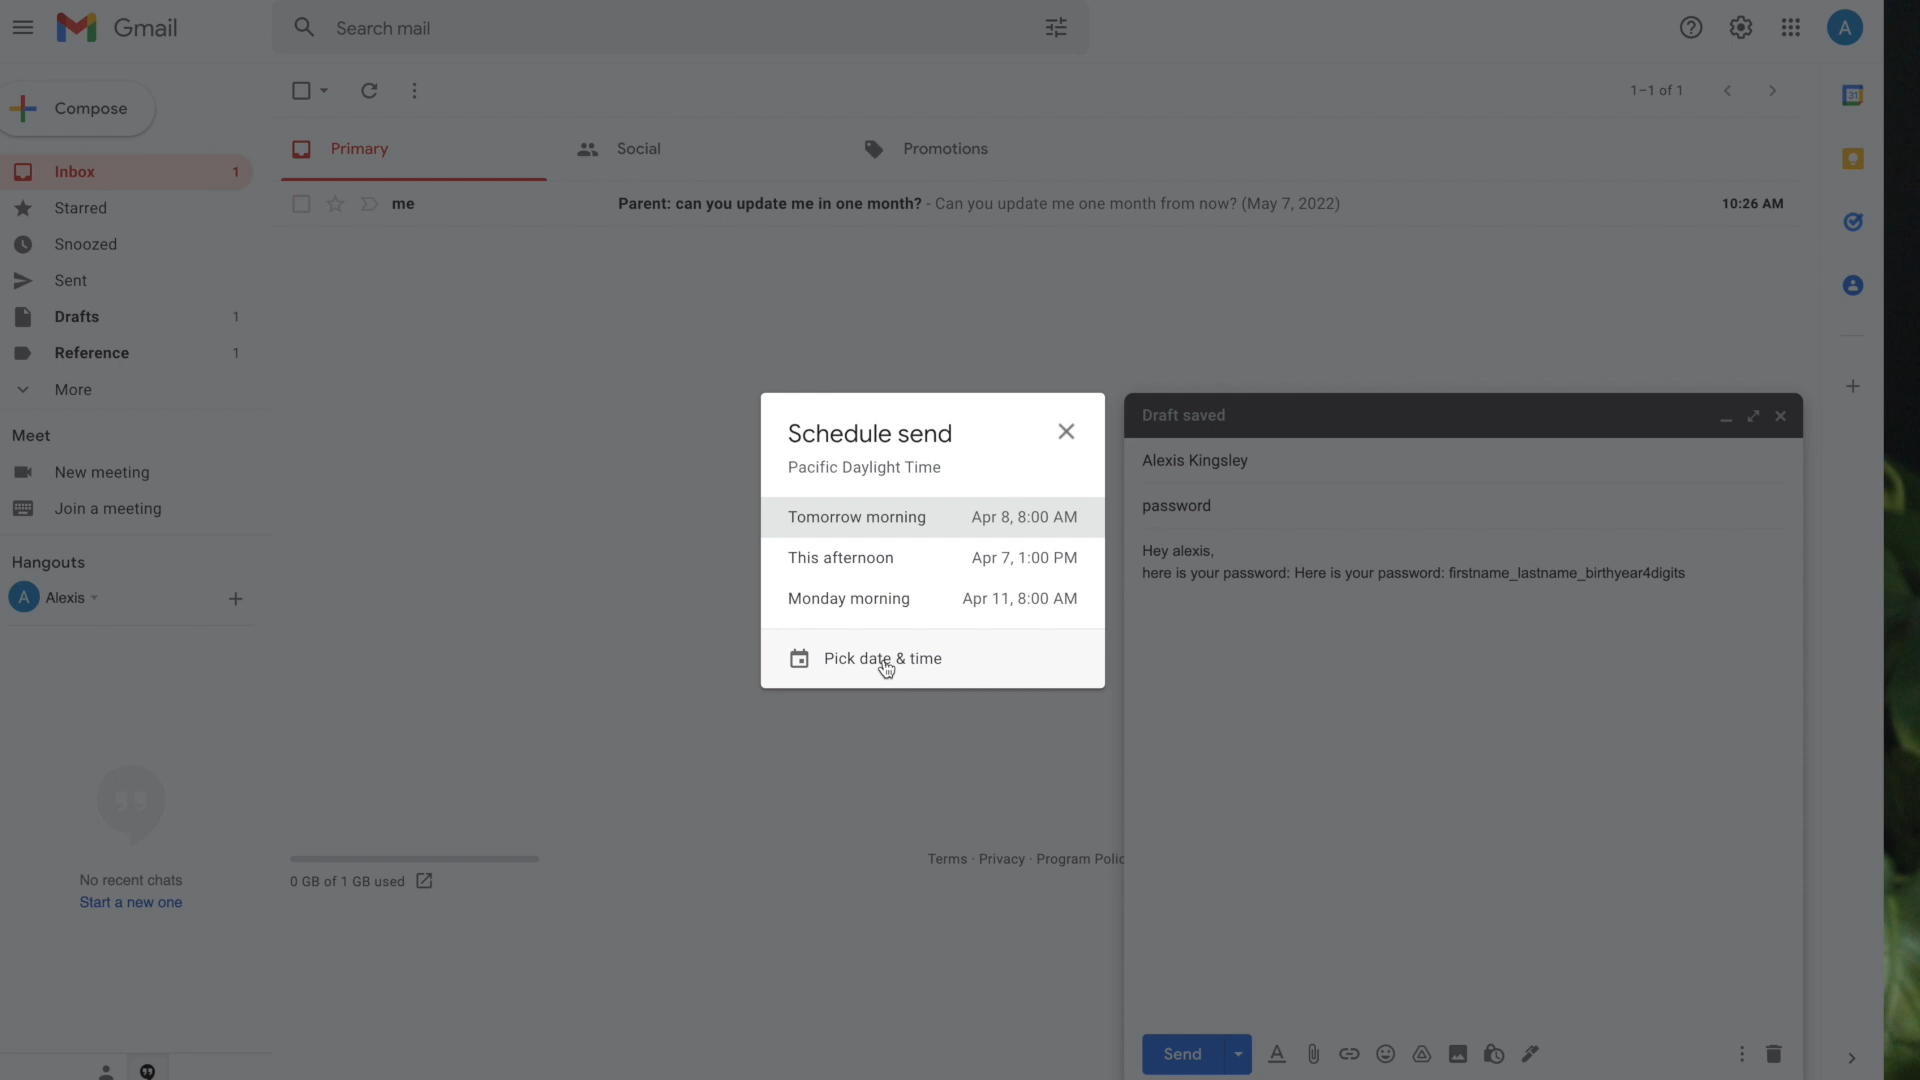 Gmail
Search mail
A
Compose
1–1 of 1
31
Primary
Social
Promotions
Inbox 1
me Parent: can you update me in one month? - Can you update me one month from now? (May 7, 2022) 10:26 AM
Starred
Snoozed
Sent
Drafts 1
Reference 1
More
Meet
New meeting
Join a meeting
Hangouts
A Alexis
No recent chats
Start a new one
0 GB of 1 GB used
Terms · Privacy · Program Polic
Schedule send
Pacific Daylight Time
Tomorrow morning Apr 8, 8:00 AM
This afternoon Apr 7, 1:00 PM
Monday morning Apr 11, 8:00 AM
Pick date & time
Draft saved
Alexis Kingsley
password
Hey alexis,
here is your password: Here is your password: firstname_lastname_birthyear4digits
Send